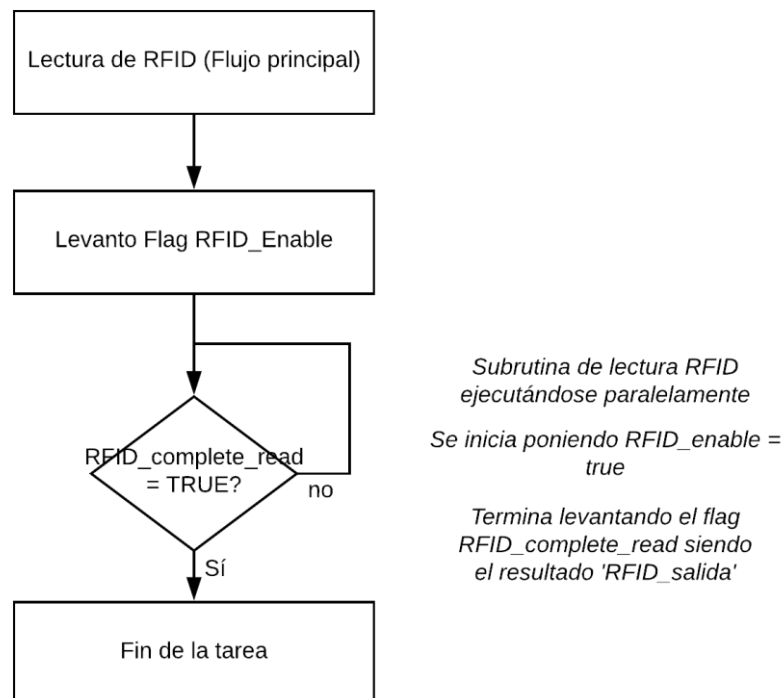 Lectura de RFID (Flujo principal)
Levanto Flag RFID_Enable
RFID_complete_read
= TRUE?
no
Sí
Fin de la tarea
Subrutina de lectura RFID
ejecutándose paralelamente
Se inicia poniendo RFID_enable =
true
Termina levantando el flag
RFID_complete_read siendo
el resultado 'RFID_salida'